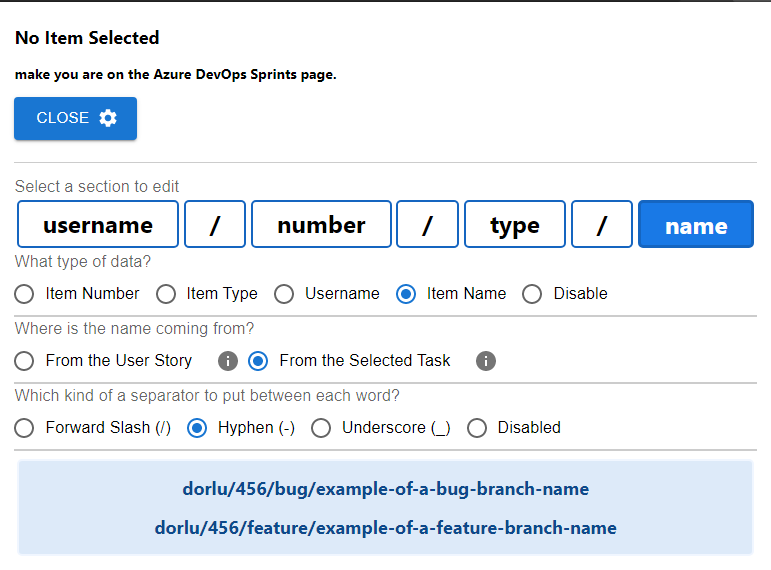 No Item Selected
make you are on the Azure DevOps Sprints page.
CLOSE
Select a section to edit
username / number / type / name
What type of data?
Item Number Item Type Username Item Name Disable
Where is the name coming from?
From the User Story i From the Selected Task i
Which kind of a separator to put between each word?
Forward Slash (/) Hyphen (-) Underscore (_) Disabled
dorlu/456/bug/example-of-a-bug-branch-name
dorlu/456/feature/example-of-a-feature-branch-name